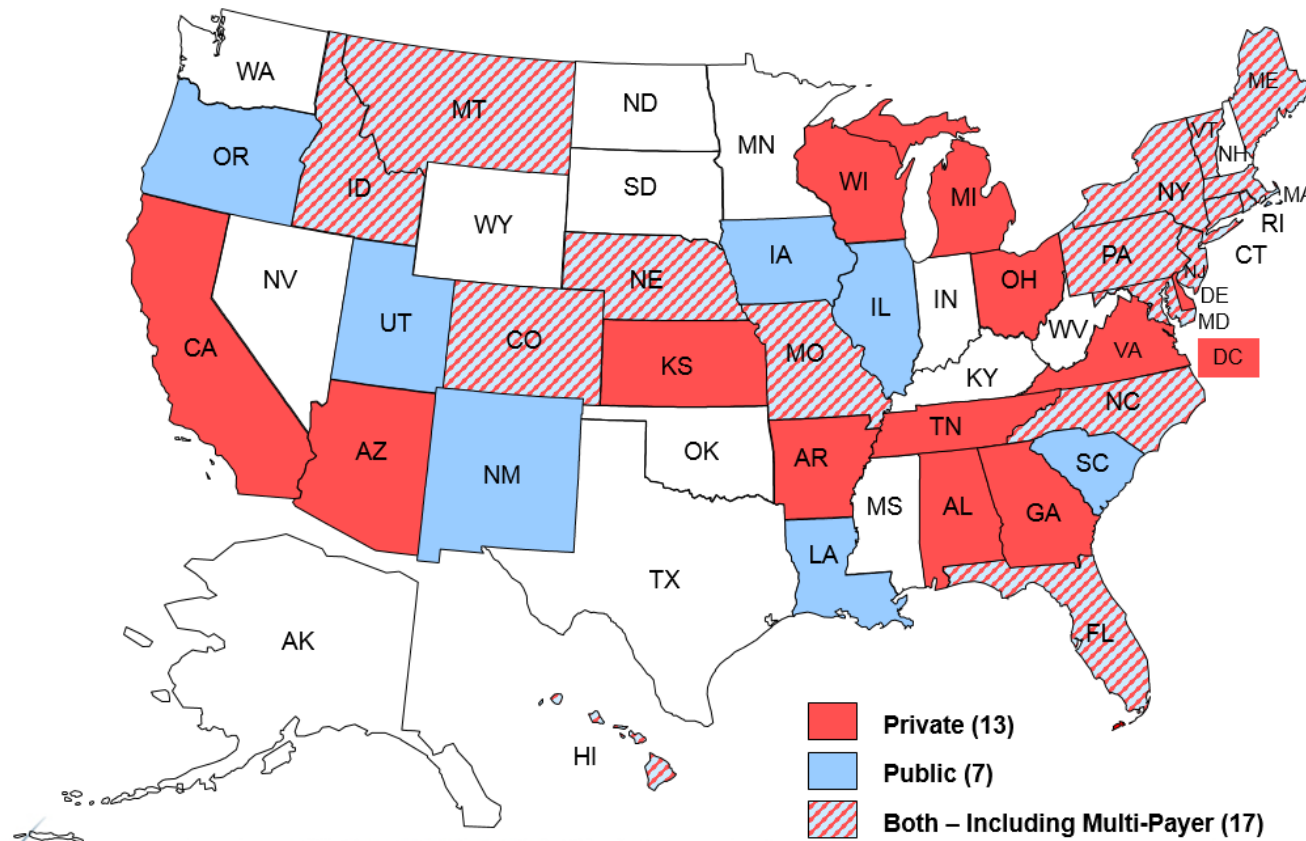 WA
MT
ND
MN
ME
VT
NH
OR
ID
SD
WI
MI
NY
MA
RI
CT
WY
IA
NE
PA
NJ
DE
MD
NV
UT
CO
IL
IN
OH
WV
VA
DC
CA
KS
MO
KY
NC
TN
AZ
NM
OK
AR
SC
MS
AL
GA
LA
TX
FL
AK
HI
Private (13)
Public (7)
Both – Including Multi-Payer (17)